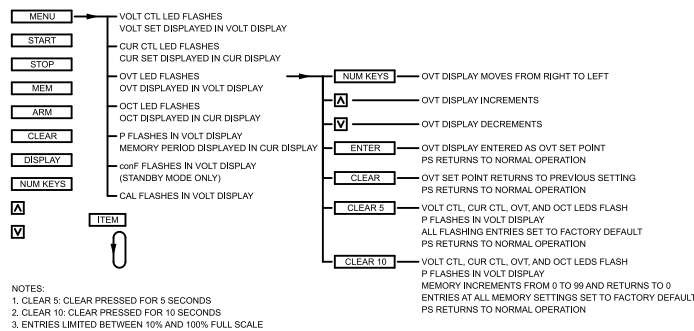 MENU
START
STOP
MEM
ARM
CLEAR
DISPLAY
NUM KEYS
VOLT CTL LED FLASHES
VOLT SET DISPLAYED IN VOLT DISPLAY
CUR CTL LED FLASHES
CUR SET DISPLAYED IN CUR DISPLAY
OVT LED FLASHES
OVT DISPLAYED IN VOLT DISPLAY
OCT LED FLASHES
OCT DISPLAYED IN CUR DISPLAY
P FLASHES IN VOLT DISPLAY
MEMORY PERIOD DISPLAYED IN CUR DISPLAY
conF FLASHES IN VOLT DISPLAY
(STANDBY MODE ONLY)
CAL FLASHES IN VOLT DISPLAY
ITEM
NUM KEYS
OVT DISPLAY MOVES FROM RIGHT TO LEFT
OVT DISPLAY INCREMENTS
OVT DISPLAY DECREMENTS
ENTER
OVT DISPLAY ENTERED AS OVT SET POINT
PS RETURNS TO NORMAL OPERATION
CLEAR
OVT SET POINT RETURNS TO PREVIOUS SETTING
PS RETURNS TO NORMAL OPERATION
CLEAR 5
VOLT CTL, CUR CTL, OVT, AND OCT LEDS FLASH
P FLASHES IN VOLT DISPLAY
ALL FLASHING ENTRIES SET TO FACTORY DEFAULT
PS RETURNS TO NORMAL OPERATION
CLEAR 10
VOLT CTL, CUR CTL, OVT, AND OCT LEDS FLASH
P FLASHES IN VOLT DISPLAY
MEMORY INCREMENTS FROM 0 TO 99 AND RETURNS TO 0
ENTRIES AT ALL MEMORY SETTINGS SET TO FACTORY DEFAULT
PS RETURNS TO NORMAL OPERATION
NOTES:
1. CLEAR 5: CLEAR PRESSED FOR 5 SECONDS
2. CLEAR 10: CLEAR PRESSED FOR 10 SECONDS
3. ENTRIES LIMITED BETWEEN 10% AND 100% FULL SCALE